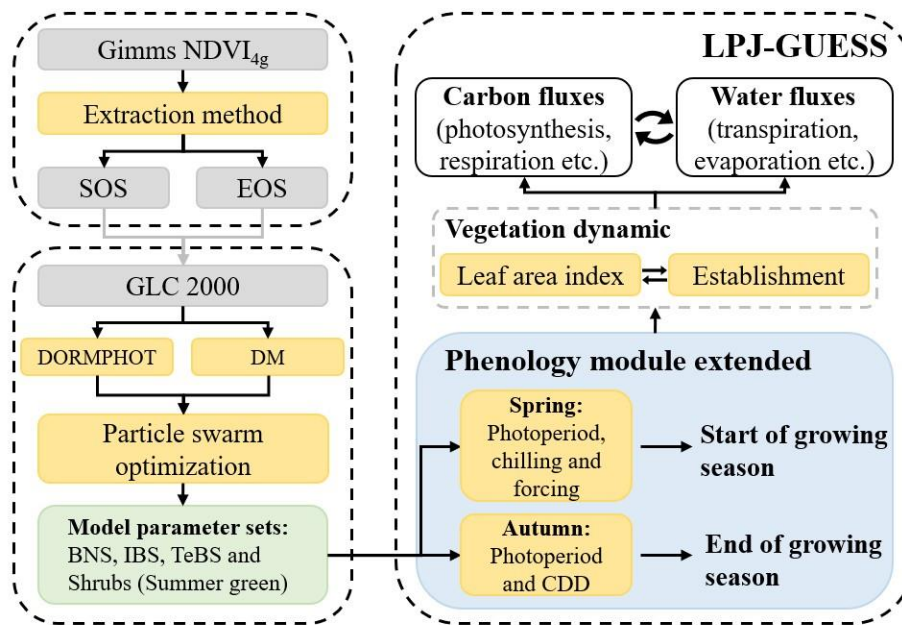 Gimms NDVI4g
Extraction method
SOS
EOS
GLC 2000
DORMPHOT
DM
Particle swarm
optimization
Model parameter sets:
BNS, IBS, TeBS and
Shrubs (Summer green)
LPJ-GUESS
Carbon fluxes
(photosynthesis,
respiration etc.)
Water fluxes
(transpiration,
evaporation etc.)
Vegetation dynamic
Leaf area index
Establishment
Phenology module extended
Spring:
Photoperiod,
chilling and
forcing
Start of growing
season
Autumn:
Photoperiod
and CDD
End of growing
season